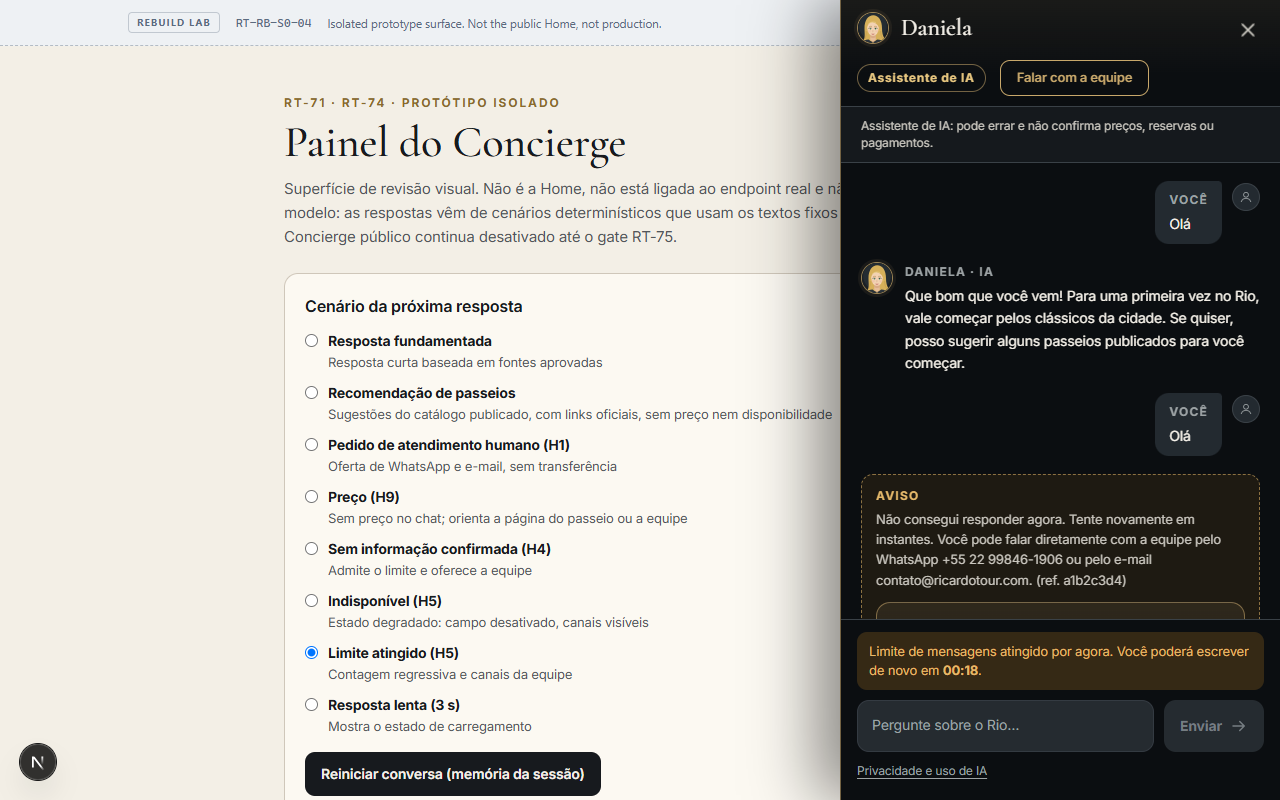 REBUILD LAB RT-RB-S0-04 Isolated prototype surface. Not the public Home, not production.
RT-71 · RT-74 · PROTÓTIPO ISOLADO
Painel do Concierge
Superfície de revisão visual. Não é a Home, não está ligada ao endpoint real e nã
modelo: as respostas vêm de cenários determinísticos que usam os textos fixos
Concierge público continua desativado até o gate RT-75.
Cenário da próxima resposta
Resposta fundamentada
Resposta curta baseada em fontes aprovadas
Recomendação de passeios
Sugestões do catálogo publicado, com links oficiais, sem preço nem disponibilidade
Pedido de atendimento humano (H1)
Oferta de WhatsApp e e-mail, sem transferência
Preço (H9)
Sem preço no chat; orienta a página do passeio ou a equipe
Sem informação confirmada (H4)
Admite o limite e oferece a equipe
Indisponível (H5)
Estado degradado: campo desativado, canais visíveis
Limite atingido (H5)
Contagem regressiva e canais da equipe
Resposta lenta (3 s)
Mostra o estado de carregamento
Reiniciar conversa (memória da sessão)
N
Daniela
Assistente de IA Falar com a equipe
Assistente de IA: pode errar e não confirma preços, reservas ou
pagamentos.
VOCÊ
Olá
DANIELA · IA
Que bom que você vem! Para uma primeira vez no Rio,
vale começar pelos clássicos da cidade. Se quiser,
posso sugerir alguns passeios publicados para você
começar.
VOCÊ
Olá
AVISO
Não consegui responder agora. Tente novamente em
instantes. Você pode falar diretamente com a equipe pelo
WhatsApp +55 22 99846-1906 ou pelo e-mail
contato@ricardotour.com. (ref. a1b2c3d4)
Limite de mensagens atingido por agora. Você poderá escrever
de novo em 00:18.
Pergunte sobre o Rio...
Enviar →
Privacidade e uso de IA